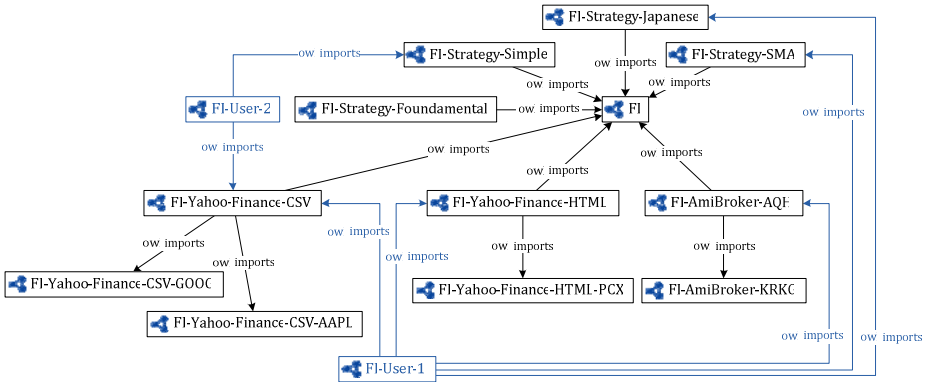 FI-Strategy-Japanese
ow imports
FI-Strategy-Simple
FI-Strategy-SMA
ow imports
ow imports
ow imports
FI-User-2
FI-Strategy-Foundamental
ow imports
FI
ow imports
ow imports
ow imports
ow imports
ow imports
FI-Yahoo-Finance-CSV
FI-Yahoo-Finance-HTML
FI-AmiBroker-AQH
ow imports
ow imports
ow imports
ow imports
ow imports
ow imports
FI-Yahoo-Finance-CSV-GOOG
FI-Yahoo-Finance-HTML-PCX
FI-AmiBroker-KRKG
FI-Yahoo-Finance-CSV-AAPL
ow imports
ow imports
FI-User-1